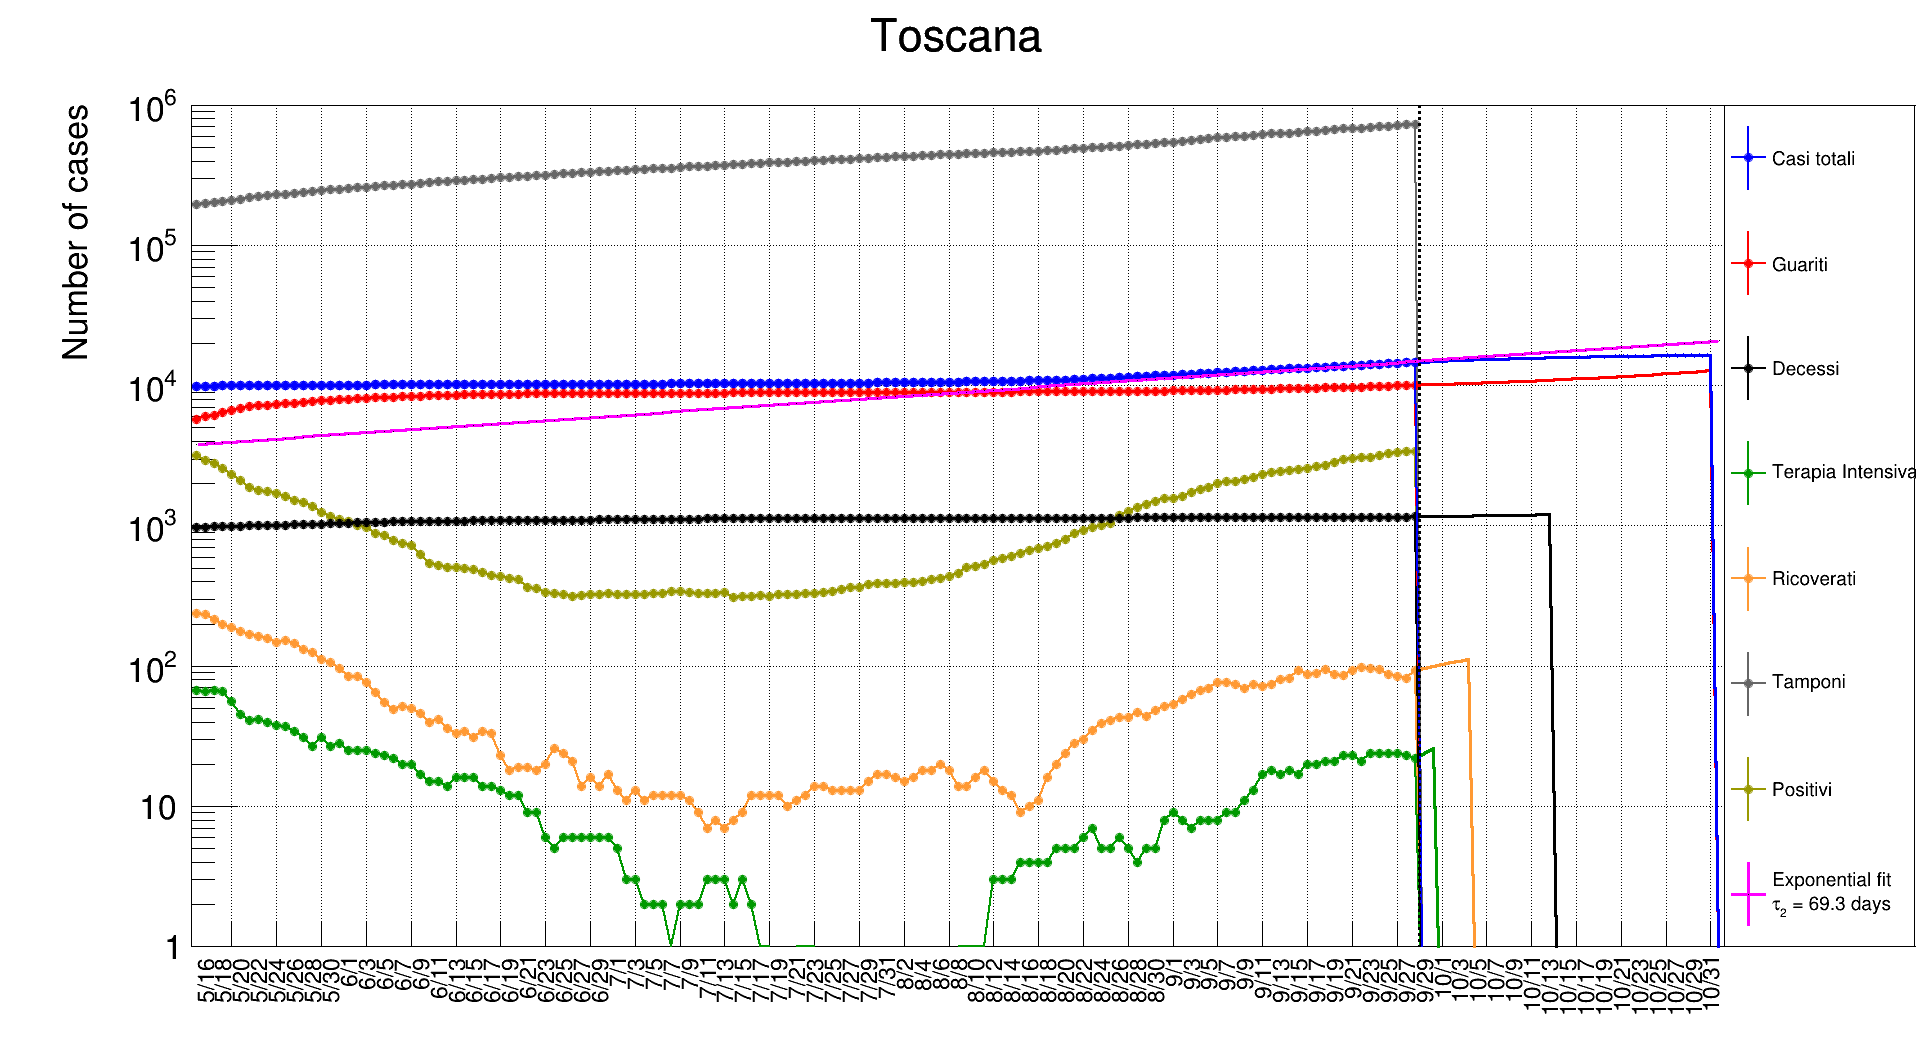 Toscana
Number of cases
10^6
10^5
10^4
10^3
10^2
10
1
5/16 5/18 5/20 5/22 5/24 5/26 5/28 5/30 6/1 6/3 6/5 6/7 6/9 6/11 6/13 6/15 6/17 6/19 6/21 6/23 6/25 6/27 6/29 7/1 7/3 7/5 7/7 7/9 7/11 7/13 7/15 7/17 7/19 7/21 7/23 7/25 7/27 7/29 7/31 8/2 8/4 8/6 8/8 8/10 8/12 8/14 8/16 8/18 8/20 8/22 8/24 8/26 8/28 8/30 9/1 9/3 9/5 9/7 9/9 9/11 9/13 9/15 9/17 9/19 9/21 9/23 9/25 9/27 9/29 10/1 10/3 10/5 10/7 10/9 10/11 10/13 10/15 10/17 10/19 10/21 10/23 10/25 10/27 10/29 10/31
Casi totali
Guariti
Decessi
Terapia Intensiva
Ricoverati
Tamponi
Positivi
Exponential fit
τ₂ = 69.3 days